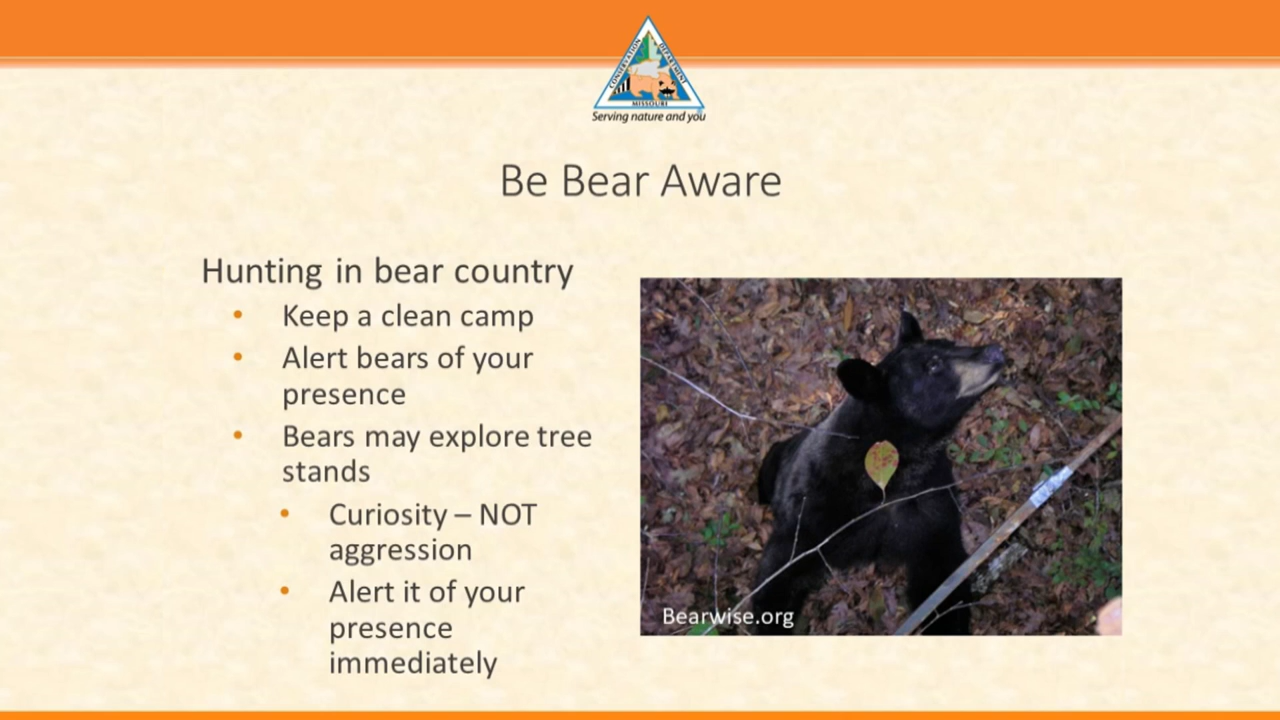 CONSERVATION DEPARTMENT
MISSOURI
Serving nature and you
Be Bear Aware
Hunting in bear country
• Keep a clean camp
• Alert bears of your
presence
• Bears may explore tree
stands
• Curiosity – NOT
aggression
• Alert it of your
presence
immediately
Bearwise.org